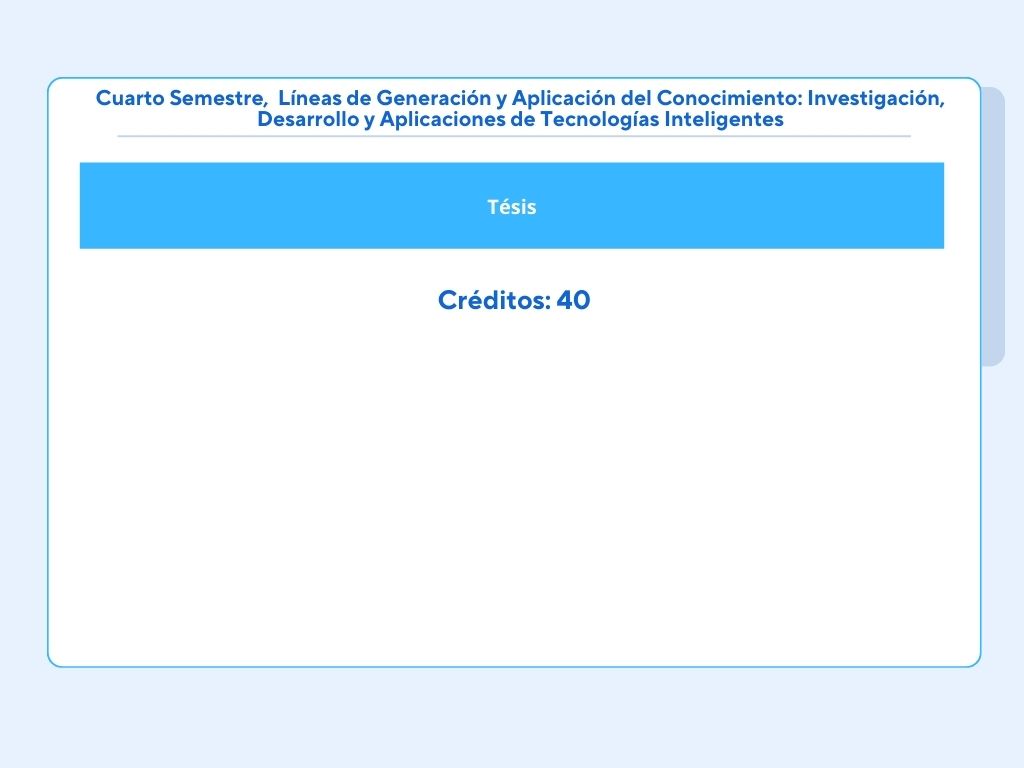 Cuarto Semestre,  Líneas de Generación y Aplicación del Conocimiento: Investigación,
Desarrollo y Aplicaciones de Tecnologías Inteligentes
Tésis
Créditos: 40